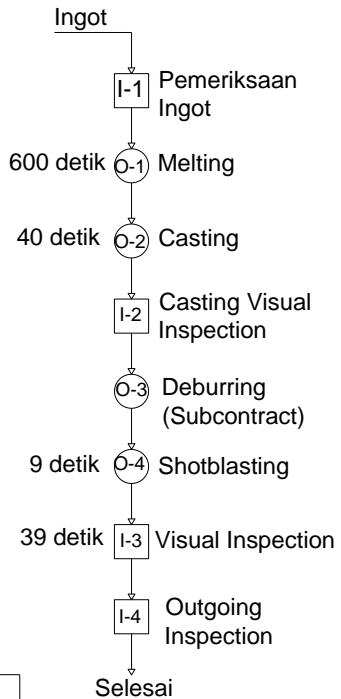 Ingot
I-1 Pemeriksaan
Ingot
600 detik O-1 Melting
40 detik O-2 Casting
I-2 Casting Visual
Inspection
O-3 Deburring
(Subcontract)
9 detik O-4 Shotblasting
39 detik I-3 Visual Inspection
I-4 Outgoing
Inspection
Selesai